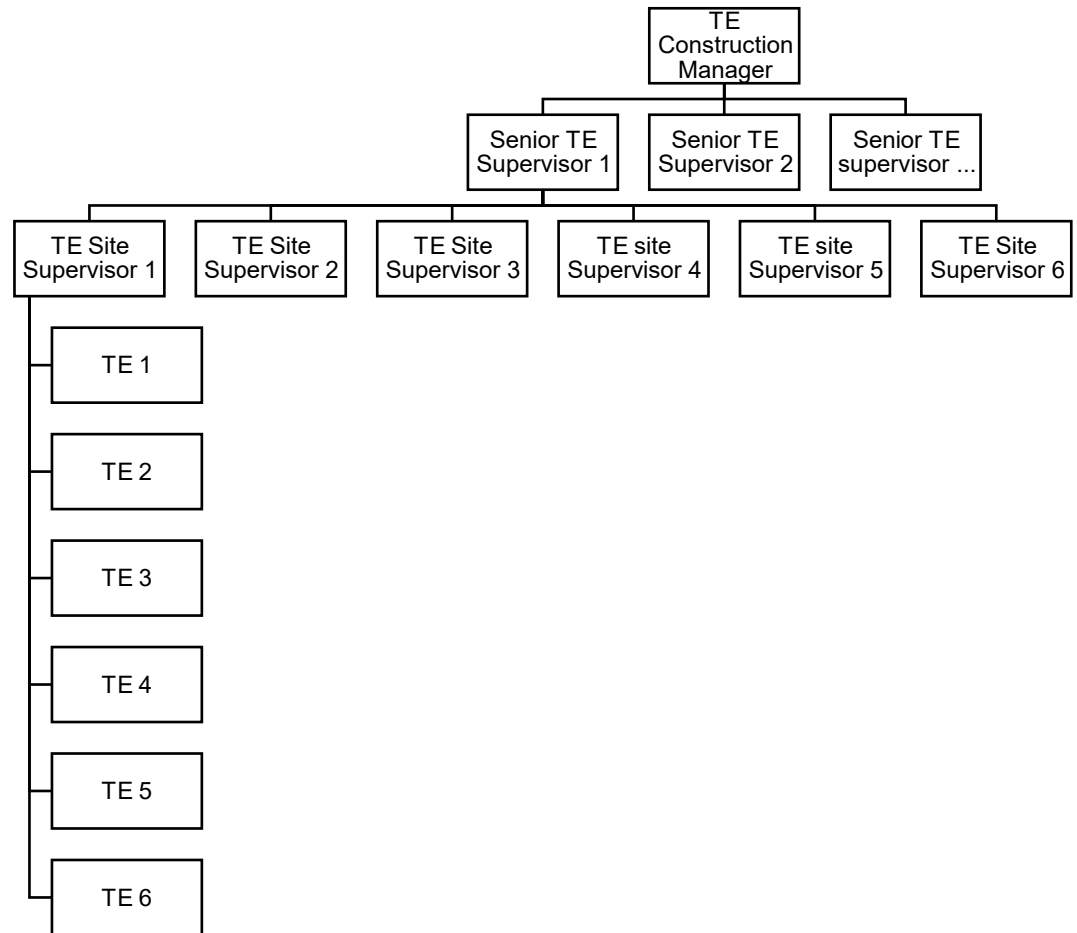 TE
Construction
Manager
Senior TE
Supervisor 1
Senior TE
Supervisor 2
Senior TE
supervisor ...
TE Site
Supervisor 1
TE Site
Supervisor 2
TE Site
Supervisor 3
TE site
Supervisor 4
TE site
Supervisor 5
TE Site
Supervisor 6
TE 1
TE 2
TE 3
TE 4
TE 5
TE 6